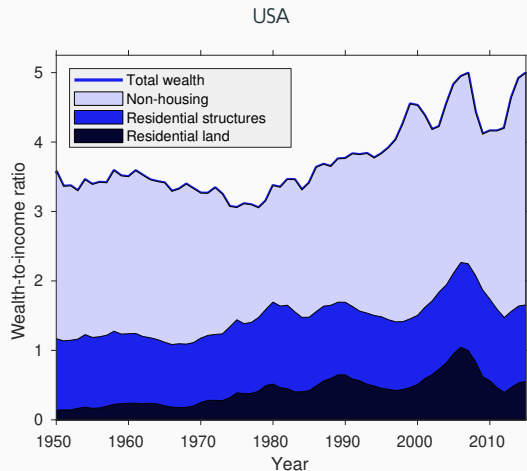 USA
Total wealth
Non-housing
Residential structures
Residential land
Wealth-to-income ratio
5
4
3
2
1
0
1950 1960 1970 1980 1990 2000 2010
Year